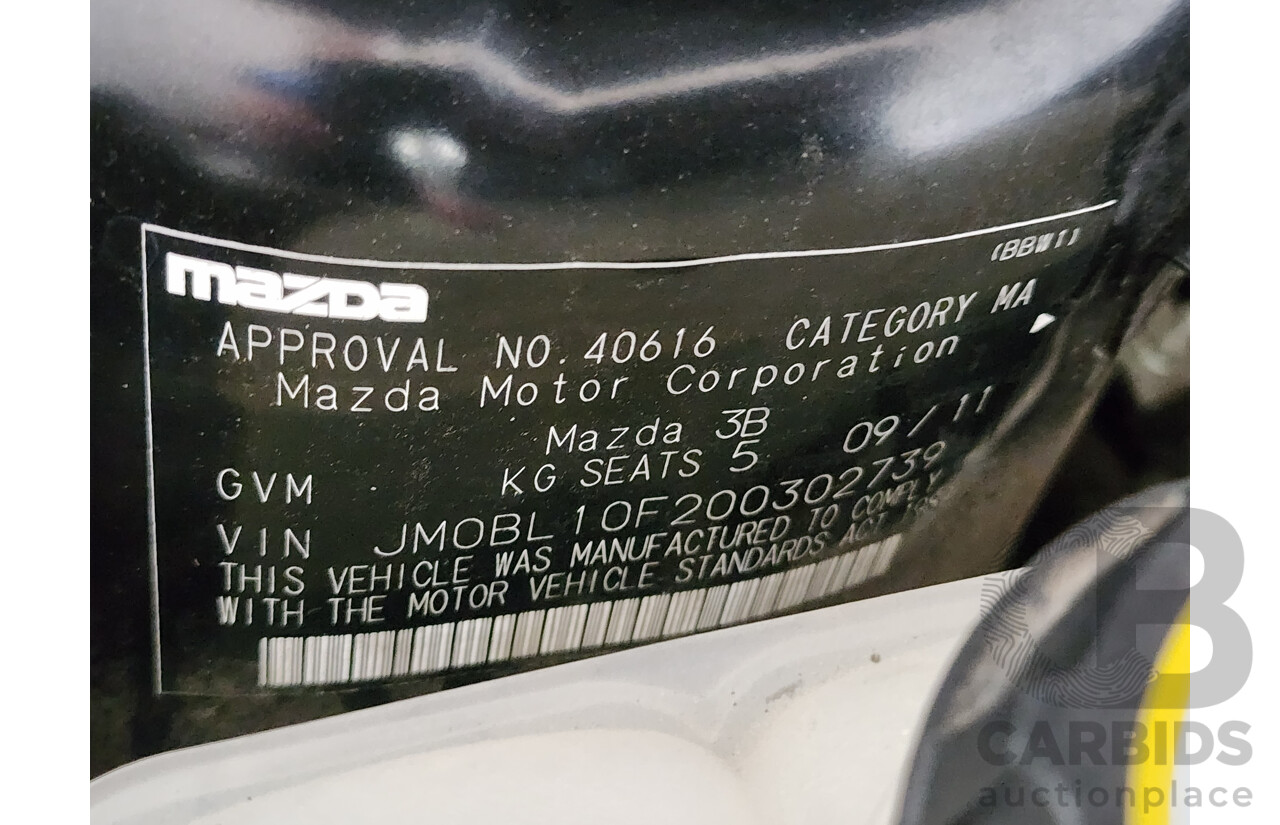 (BBW1)
mazda
APPROVAL NO. 40616 CATEGORY MA
Mazda Motor Corporation
Mazda 3B 09/11
GVM KG SEATS 5
VIN JM0BL10F200302739
THIS VEHICLE WAS MANUFACTURED TO COMPLY
WITH THE MOTOR VEHICLE STANDARDS ACT
CB
CARBIDS
auctionplace